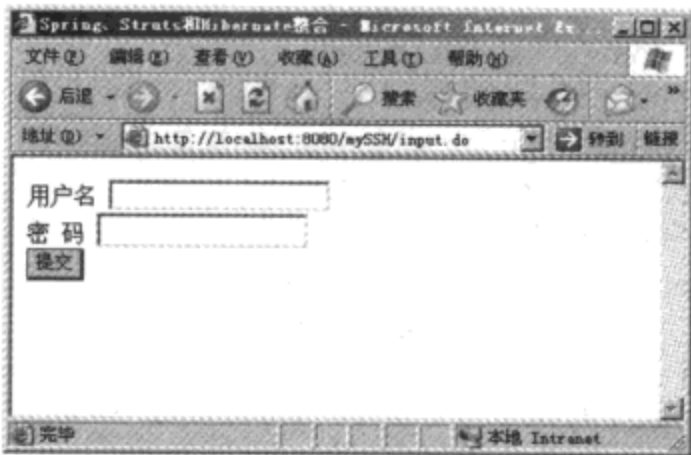 Spring、Struts和Hibernate整合 - Microsoft Internet Ex...
文件(F) 编辑(E) 查看(V) 收藏(A) 工具(T) 帮助(H)
后退 搜索 收藏夹 »
地址(D) http://localhost:8080/mySSH/input.do 转到 链接
用户名
密 码
提交
完毕 本地 Intranet